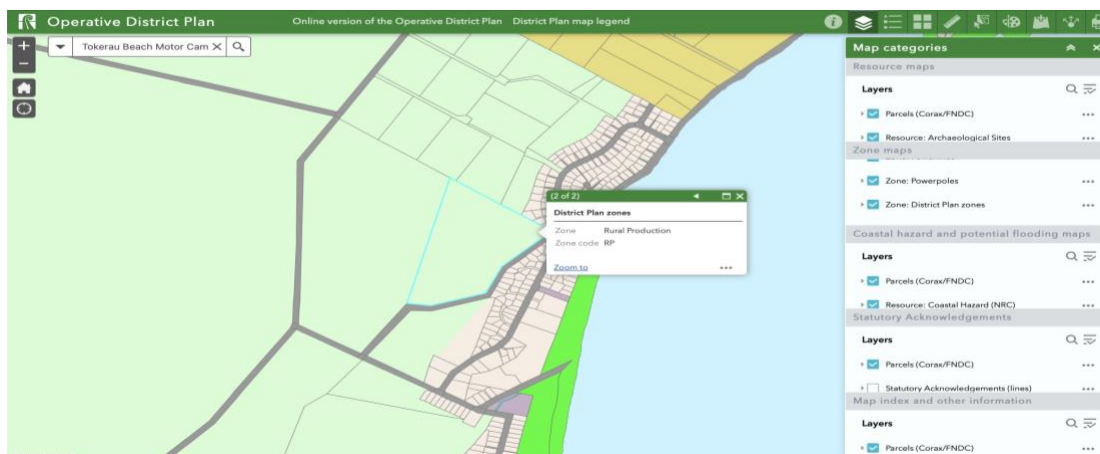 Operative District Plan
Online version of the Operative District Plan District Plan map legend
Tokerau Beach Motor Cam
(2 of 2)
District Plan zones
Zone Rural Production
Zone code RP
Zoom to
Map categories
Resource maps
Layers
Parcels (Corax/FNDC)
Resource: Archaeological Sites
Zone maps
Zone: Powerpoles
Zone: District Plan zones
Coastal hazard and potential flooding maps
Layers
Parcels (Corax/FNDC)
Resource: Coastal Hazard (NRC)
Statutory Acknowledgements
Layers
Parcels (Corax/FNDC)
Statutory Acknowledgements (lines)
Map index and other information
Layers
Parcels (Corax/FNDC)